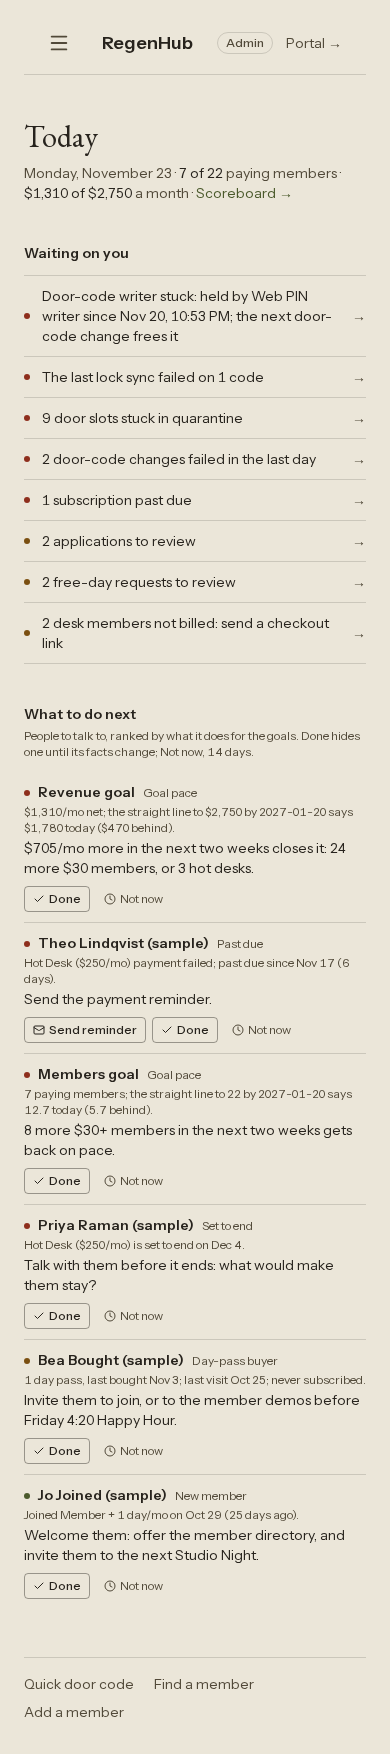 RegenHub Admin Portal →
Today
Monday, November 23 · 7 of 22 paying members ·
$1,310 of $2,750 a month · Scoreboard →
Waiting on you
Door-code writer stuck: held by Web PIN
writer since Nov 20, 10:53 PM; the next door-
code change frees it →
The last lock sync failed on 1 code →
9 door slots stuck in quarantine →
2 door-code changes failed in the last day →
1 subscription past due →
2 applications to review →
2 free-day requests to review →
2 desk members not billed: send a checkout
link →
What to do next
People to talk to, ranked by what it does for the goals. Done hides
one until its facts change; Not now, 14 days.
Revenue goal Goal pace
$1,310/mo net; the straight line to $2,750 by 2027-01-20 says
$1,780 today ($470 behind).
$705/mo more in the next two weeks closes it: 24
more $30 members, or 3 hot desks.
Done Not now
Theo Lindqvist (sample) Past due
Hot Desk ($250/mo) payment failed; past due since Nov 17 (6
days).
Send the payment reminder.
Send reminder Done Not now
Members goal Goal pace
7 paying members; the straight line to 22 by 2027-01-20 says
12.7 today (5.7 behind).
8 more $30+ members in the next two weeks gets
back on pace.
Done Not now
Priya Raman (sample) Set to end
Hot Desk ($250/mo) is set to end on Dec 4.
Talk with them before it ends: what would make
them stay?
Done Not now
Bea Bought (sample) Day-pass buyer
1 day pass, last bought Nov 3; last visit Oct 25; never subscribed.
Invite them to join, or to the member demos before
Friday 4:20 Happy Hour.
Done Not now
Jo Joined (sample) New member
Joined Member + 1 day/mo on Oct 29 (25 days ago).
Welcome them: offer the member directory, and
invite them to the next Studio Night.
Done Not now
Quick door code Find a member
Add a member